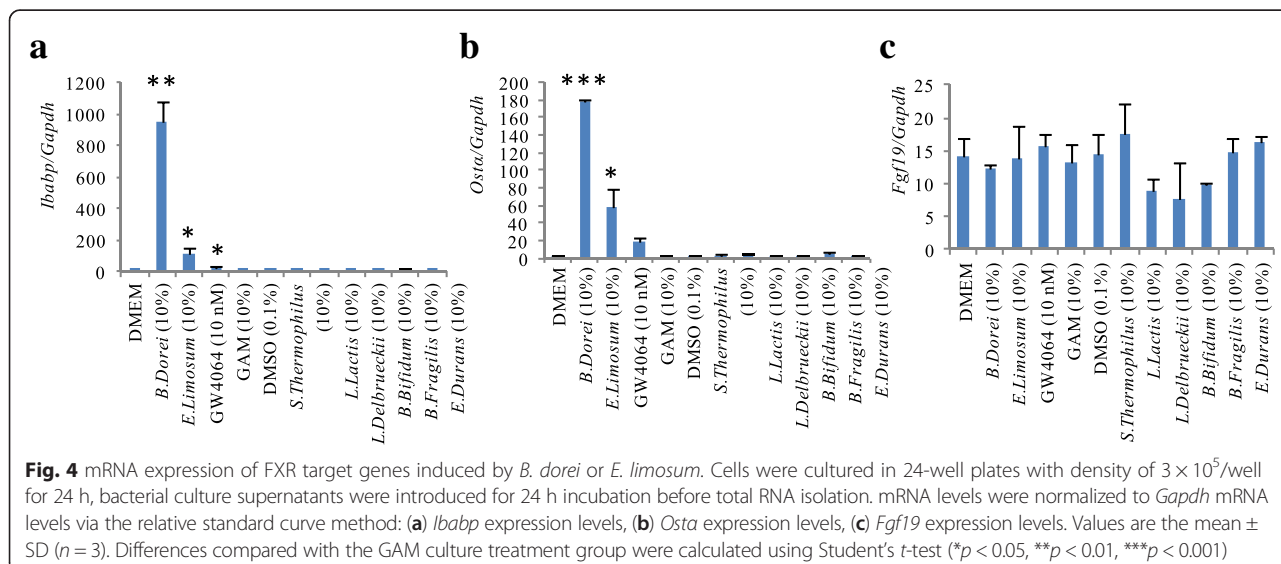 a
b
c
Ibabp/Gapdh
1200
1000
800
600
400
200
0
**
*
*
DMEM
B.Dorei (10%)
E.Limosum (10%)
GW4064 (10 nM)
GAM (10%)
DMSO (0.1%)
S.Thermophilus
(10%)
L.Lactis (10%)
L.Delbrueckii (10%)
B.Bifidum (10%)
B.Fragilis (10%)
E.Durans (10%)
Osta/Gapdh
200
180
160
140
120
100
80
60
40
20
0
***
*
DMEM
B.Dorei (10%)
E.Limosum (10%)
GW4064 (10 nM)
GAM (10%)
DMSO (0.1%)
S.Thermophilus
(10%)
L.Lactis (10%)
L.Delbrueckii (10%)
B.Bifidum (10%)
B.Fragilis (10%)
E.Durans (10%)
Fgf19/Gapdh
25
20
15
10
5
0
DMEM
B.Dorei (10%)
E.Limosum (10%)
GW4064 (10 nM)
GAM (10%)
DMSO (0.1%)
S.Thermophilus (10%)
L.Lactis (10%)
L.Delbrueckii (10%)
B.Bifidum (10%)
B.Fragilis (10%)
E.Durans (10%)
Fig. 4 mRNA expression of FXR target genes induced by B. dorei or E. limosum. Cells were cultured in 24-well plates with density of 3 × 10⁵/well
for 24 h, bacterial culture supernatants were introduced for 24 h incubation before total RNA isolation. mRNA levels were normalized to Gapdh mRNA
levels via the relative standard curve method: (a) Ibabp expression levels, (b) Osta expression levels, (c) Fgf19 expression levels. Values are the mean ±
SD (n = 3). Differences compared with the GAM culture treatment group were calculated using Student's t-test (*p < 0.05, **p < 0.01, ***p < 0.001)